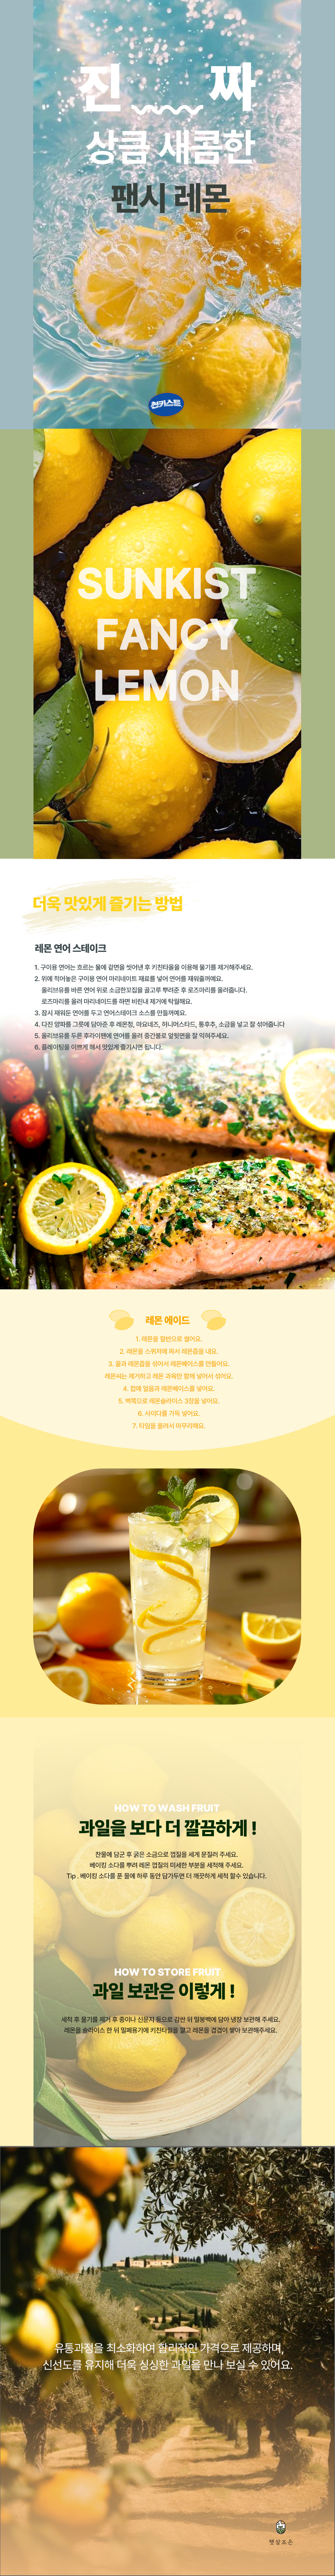 진 짜
상큼 새콤한
팬시 레몬
썬키스트
SUNKIST
FANCY
LEMON
더욱 맛있게 즐기는 방법
레몬 연어 스테이크
1. 구이용 연어는 흐르는 물에 겉면을 씻어낸 후 키친타올을 이용해 물기를 제거해주세요.
2. 위에 적어놓은 구이용 연어 마리네이트 재료를 넣어 연어를 재워줄꺼예요.
올리브유를 바른 연어 위로 소금한꼬집을 골고루 뿌려준 후 로즈마리를 올려줍니다.
로즈마리를 올려 마리네이드를 하면 비린내 제거에 탁월해요.
3. 잠시 재워둔 연어를 두고 연어스테이크 소스를 만들꺼예요.
4. 다진 양파를 그릇에 담아준 후 레몬청, 마요네즈, 허니머스타드, 통후추, 소금을 넣고 잘 섞어줍니다
5. 올리브유를 두른 후라이팬에 연어를 올려 중간불로 앞뒷면을 잘 익혀주세요.
6. 플레이팅을 이쁘게 해서 맛있게 즐기시면 됩니다.
레몬 에이드
1. 레몬을 절반으로 썰어요.
2. 레몬을 스퀴저에 짜서 레몬즙을 내요.
3. 꿀과 레몬즙을 섞어서 레몬베이스를 만들어요.
레몬씨는 제거하고 레몬 과육만 함께 넣어서 섞어요.
4. 컵에 얼음과 레몬베이스를 넣어요.
5. 벽쪽으로 레몬슬라이스 3장을 넣어요.
6. 사이다를 가득 넣어요.
7. 타임을 올려서 마무리해요.
HOW TO WASH FRUIT
과일을 보다 더 깔끔하게 !
찬물에 담군 후 굵은 소금으로 껍질을 세게 문질러 주세요.
베이킹 소다를 뿌려 레몬 껍질의 미세한 부분을 세척해 주세요.
Tip . 베이킹 소다를 푼 물에 하루 동안 담가두면 더 깨끗하게 세척 할수 있습니다.
HOW TO STORE FRUIT
과일 보관은 이렇게 !
세척 후 물기를 제거 후 종이나 신문지 등으로 감싼 뒤 밀봉백에 담아 냉장 보관해 주세요.
레몬을 슬라이스 한 뒤 밀폐용기에 키친타월을 깔고 레몬을 겹겹이 쌓아 보관해주세요.
유통과정을 최소화하여 합리적인 가격으로 제공하며,
신선도를 유지해 더욱 싱싱한 과일을 만나 보실 수 있어요.
햇살토온